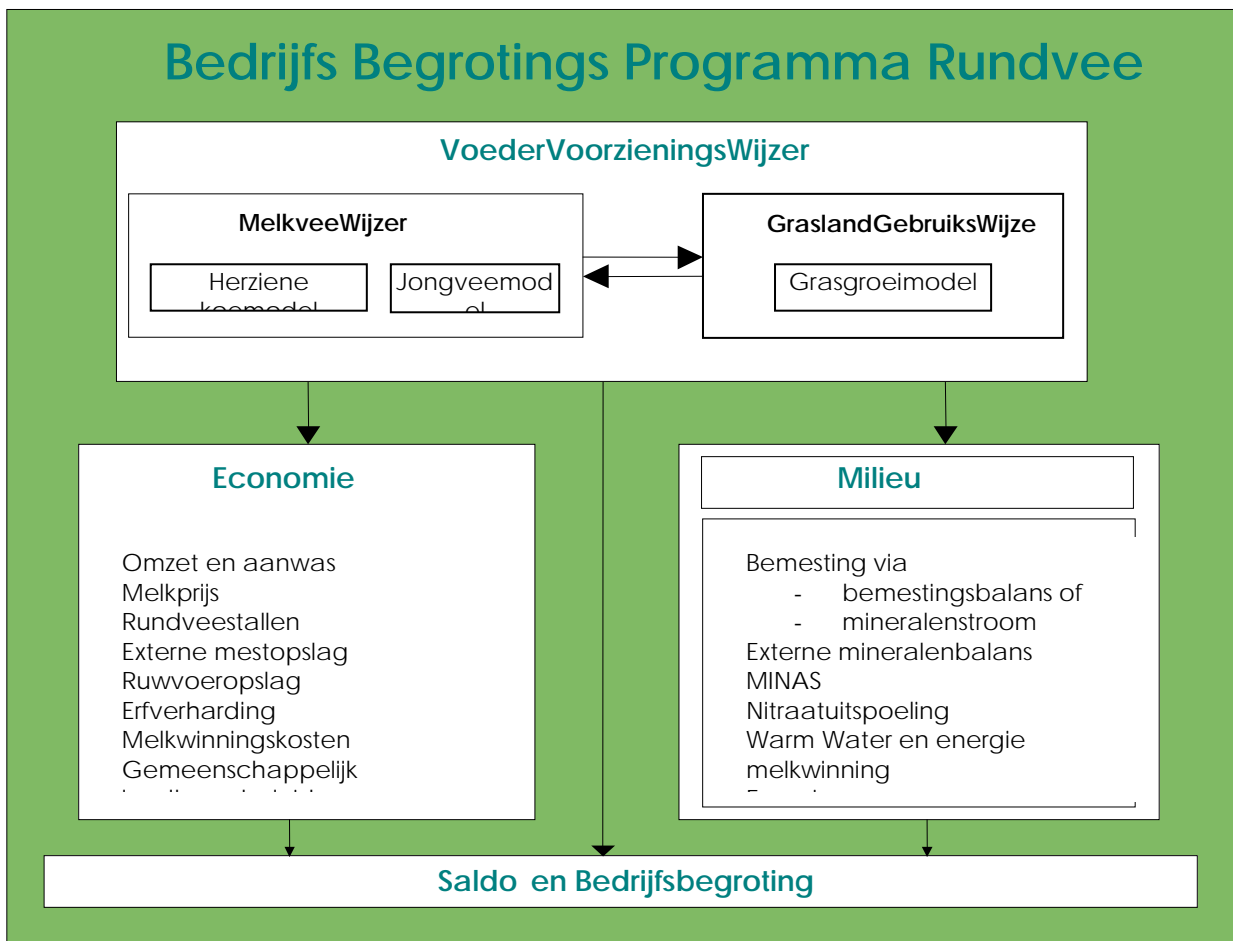 Bedrijfs Begrotings Programma Rundvee
VoederVoorzieningsWijzer
MelkveeWijzer
Herziene
koemodel
Jongveemod
el
GraslandGebruiksWijze
Grasgroeimodel
Economie
Omzet en aanwas
Melkprijs
Rundveestallen
Externe mestopslag
Ruwvoeropslag
Erfverharding
Melkwinningskosten
Gemeenschappelijk
Milieu
Bemesting via
- bemestingsbalans of
- mineralenstroom
Externe mineralenbalans
MINAS
Nitraatuitspoeling
Warm Water en energie
melkwinning
Saldo en Bedrijfsbegroting